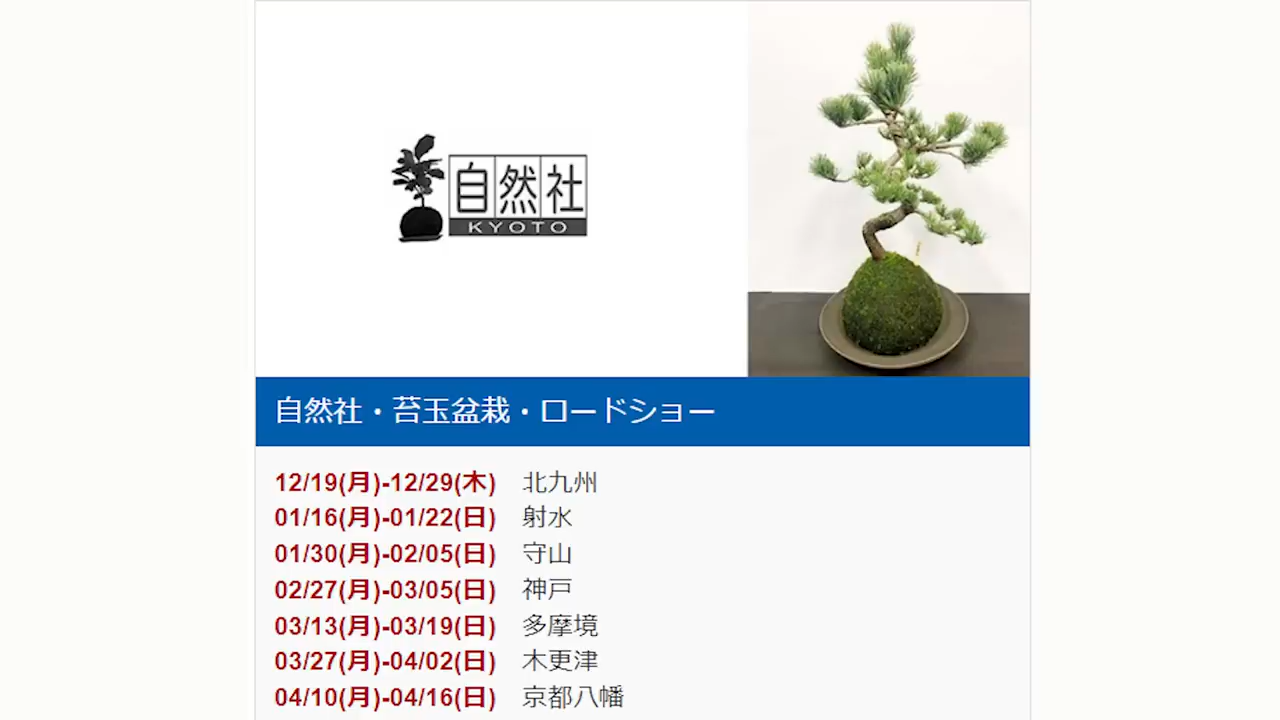 自然社
KYOTO
自然社・苔玉盆栽・ロードショー
12/19(月)-12/29(木) 北九州
01/16(月)-01/22(日) 射水
01/30(月)-02/05(日) 守山
02/27(月)-03/05(日) 神戸
03/13(月)-03/19(日) 多摩境
03/27(月)-04/02(日) 木更津
04/10(月)-04/16(日) 京都八幡